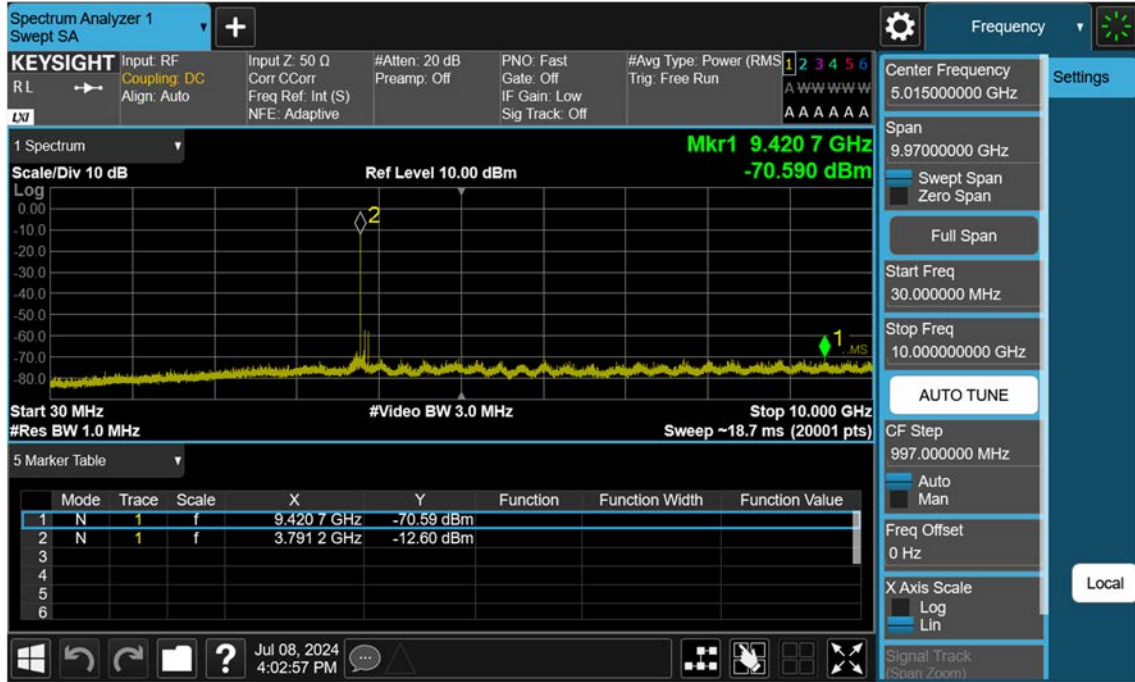 Spectrum Analyzer 1
Swept SA
+
Frequency
KEYSIGHT
R L
LXI
Input: RF
Coupling: DC
Align: Auto
Input Z: 50 Ω
Corr CCorr
Freq Ref: Int (S)
NFE: Adaptive
#Atten: 20 dB
Preamp: Off
PNO: Fast
Gate: Off
IF Gain: Low
Sig Track: Off
#Avg Type: Power (RMS
Trig: Free Run
1 2 3 4 5 6
A W W W W W
A A A A A A
1 Spectrum
Scale/Div 10 dB
Ref Level 10.00 dBm
Mkr1 9.420 7 GHz
-70.590 dBm
Log
0.00
-10.0
-20.0
-30.0
-40.0
-50.0
-60.0
-70.0
-80.0
2
1
Start 30 MHz
#Video BW 3.0 MHz
Stop 10.000 GHz
#Res BW 1.0 MHz
Sweep ~18.7 ms (20001 pts)
5 Marker Table
Mode Trace Scale X Y Function Function Width Function Value
1 N 1 f 9.420 7 GHz -70.59 dBm
2 N 1 f 3.791 2 GHz -12.60 dBm
3
4
5
6
?
Jul 08, 2024
4:02:57 PM
Center Frequency
5.015000000 GHz
Settings
Span
9.97000000 GHz
Swept Span
Zero Span
Full Span
Start Freq
30.000000 MHz
Stop Freq
10.000000000 GHz
AUTO TUNE
CF Step
997.000000 MHz
Auto
Man
Freq Offset
0 Hz
X Axis Scale
Log
Lin
Local
Signal Track
(Span Zoom)